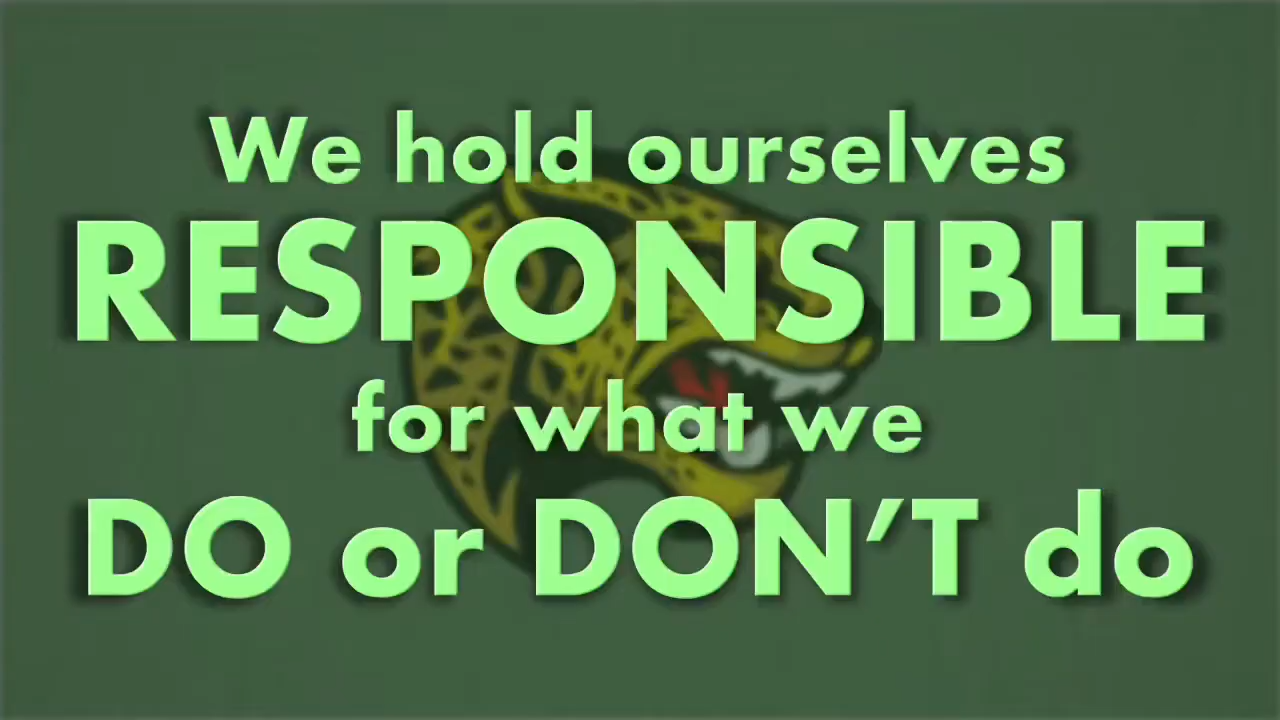 We hold ourselves
RESPONSIBLE
for what we
DO or DON’T do